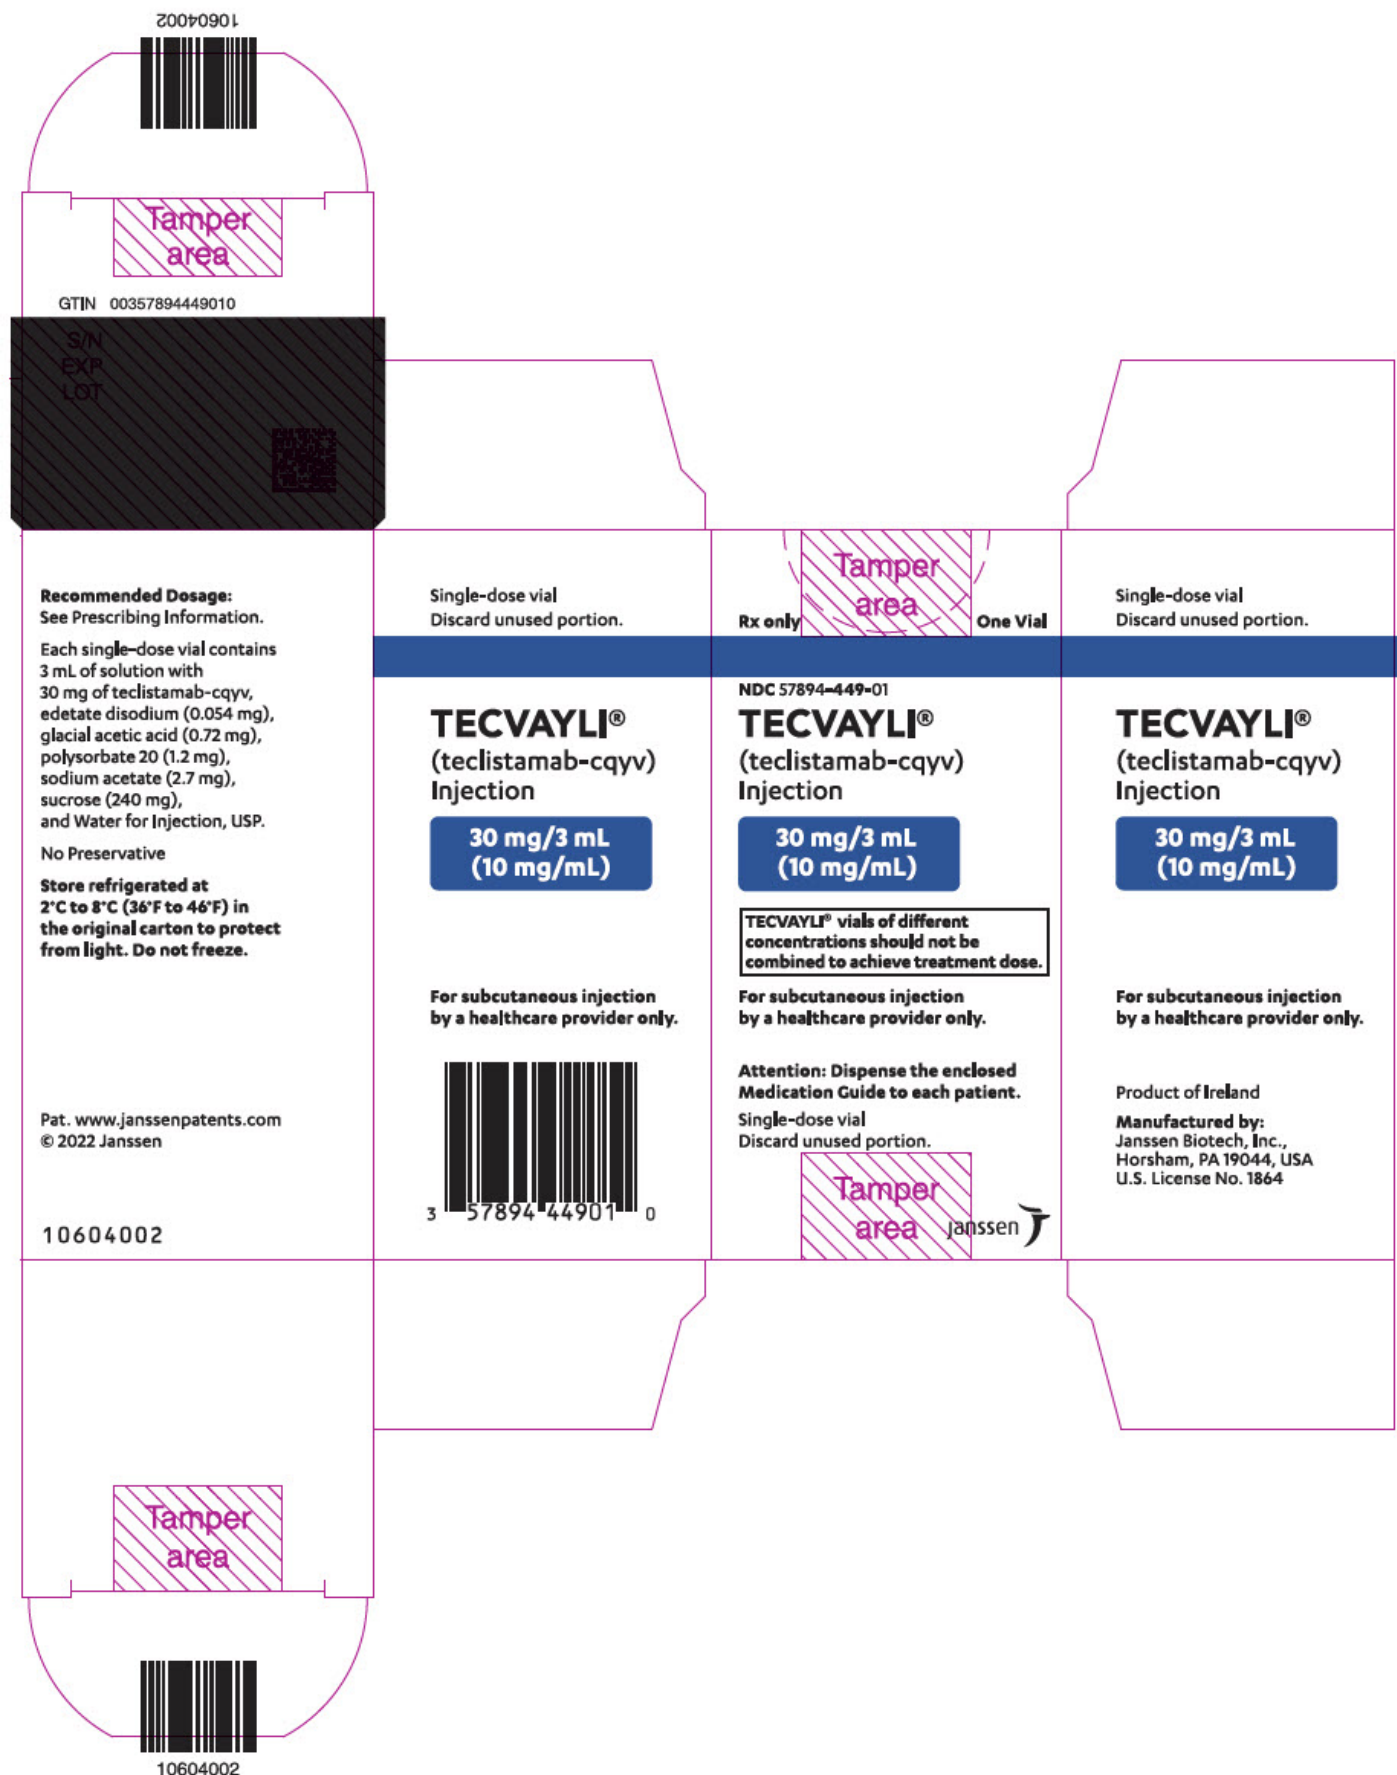 10604002
Tamper
area
GTIN 00357894449010
S/N
EXP
LOT
Recommended Dosage:
See Prescribing Information.
Each single-dose vial contains
3 mL of solution with
30 mg of teclistamab-cqyv,
edetate disodium (0.054 mg),
glacial acetic acid (0.72 mg),
polysorbate 20 (1.2 mg),
sodium acetate (2.7 mg),
sucrose (240 mg),
and Water for Injection, USP.
No Preservative
Store refrigerated at
2°C to 8°C (36°F to 46°F) in
the original carton to protect
from light. Do not freeze.
Pat. www.janssenpatents.com
© 2022 Janssen
10604002
Tamper
area
10604002
Single-dose vial
Discard unused portion.
TECVAYLI®
(teclistamab-cqyv)
Injection
30 mg/3 mL
(10 mg/mL)
For subcutaneous injection
by a healthcare provider only.
3 57894 44901 0
Tamper
area
Rx only One Vial
NDC 57894-449-01
TECVAYLI®
(teclistamab-cqyv)
Injection
30 mg/3 mL
(10 mg/mL)
TECVAYLI® vials of different
concentrations should not be
combined to achieve treatment dose.
For subcutaneous injection
by a healthcare provider only.
Attention: Dispense the enclosed
Medication Guide to each patient.
Single-dose vial
Discard unused portion.
Tamper
area
janssen
Single-dose vial
Discard unused portion.
TECVAYLI®
(teclistamab-cqyv)
Injection
30 mg/3 mL
(10 mg/mL)
For subcutaneous injection
by a healthcare provider only.
Product of Ireland
Manufactured by:
Janssen Biotech, Inc.,
Horsham, PA 19044, USA
U.S. License No. 1864